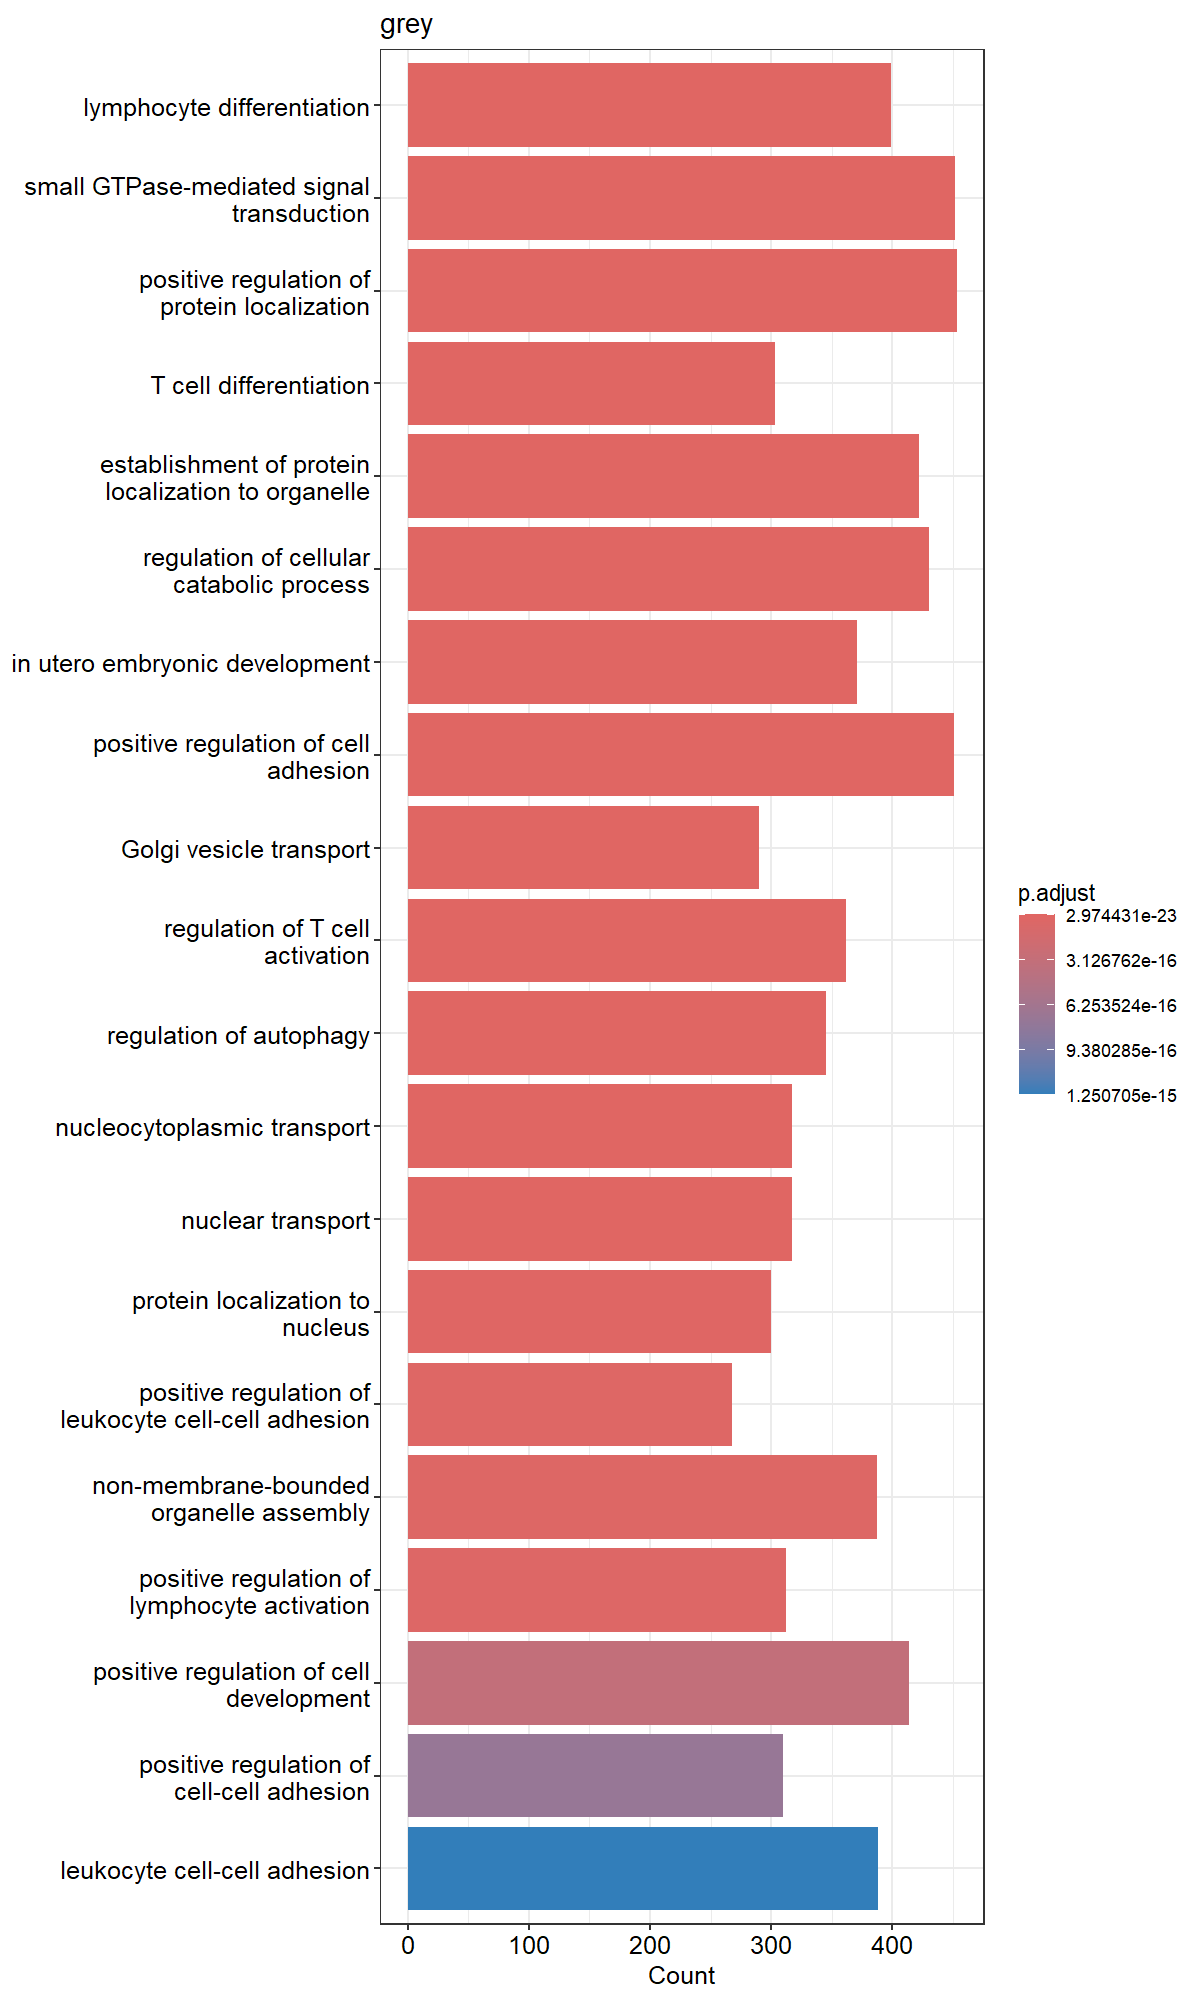 grey
lymphocyte differentiation
small GTPase-mediated signal
transduction
positive regulation of
protein localization
T cell differentiation
establishment of protein
localization to organelle
regulation of cellular
catabolic process
in utero embryonic development
positive regulation of cell
adhesion
Golgi vesicle transport
regulation of T cell
activation
regulation of autophagy
nucleocytoplasmic transport
nuclear transport
protein localization to
nucleus
positive regulation of
leukocyte cell-cell adhesion
non-membrane-bounded
organelle assembly
positive regulation of
lymphocyte activation
positive regulation of cell
development
positive regulation of
cell-cell adhesion
leukocyte cell-cell adhesion
0 100 200 300 400
Count
p.adjust
2.974431e-23
3.126762e-16
6.253524e-16
9.380285e-16
1.250705e-15